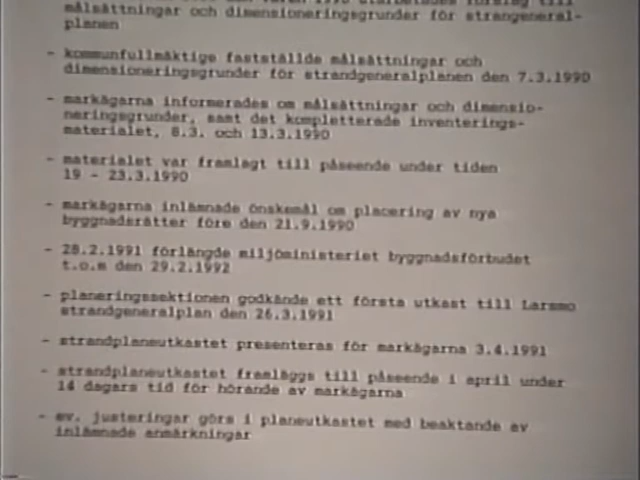 målsättningar och dimensioneringsgrunder för strandgeneral-
planen
- kommunfullmäktige fastställde målsättningar och
dimensioneringsgrunder för strandgeneralplanen den 7.3.1990
- markägarna informerades om målsättningar och dimensio-
neringsgrunder, samt det kompletterade inventerings-
materialet, 8.3. och 13.3.1990
- materialet var framlagt till påseende under tiden
19 - 23.3.1990
- markägarna inlämnade önskemål om placering av nya
byggnadsrätter före den 21.9.1990
- 28.2.1991 förlängde miljöministeriet byggnadsförbudet
t.o.m den 29.2.1992
- planeringssektionen godkände ett första utkast till Larsmo
strandgeneralplan den 26.3.1991
- strandplaneutkastet presenteras för markägarna 3.4.1991
- strandplaneutkastet framläggs till påseende i april under
14 dagars tid för hörande av markägarna
- ev. justeringar görs i planeutkastet med beaktande av
inlämnade anmärkningar